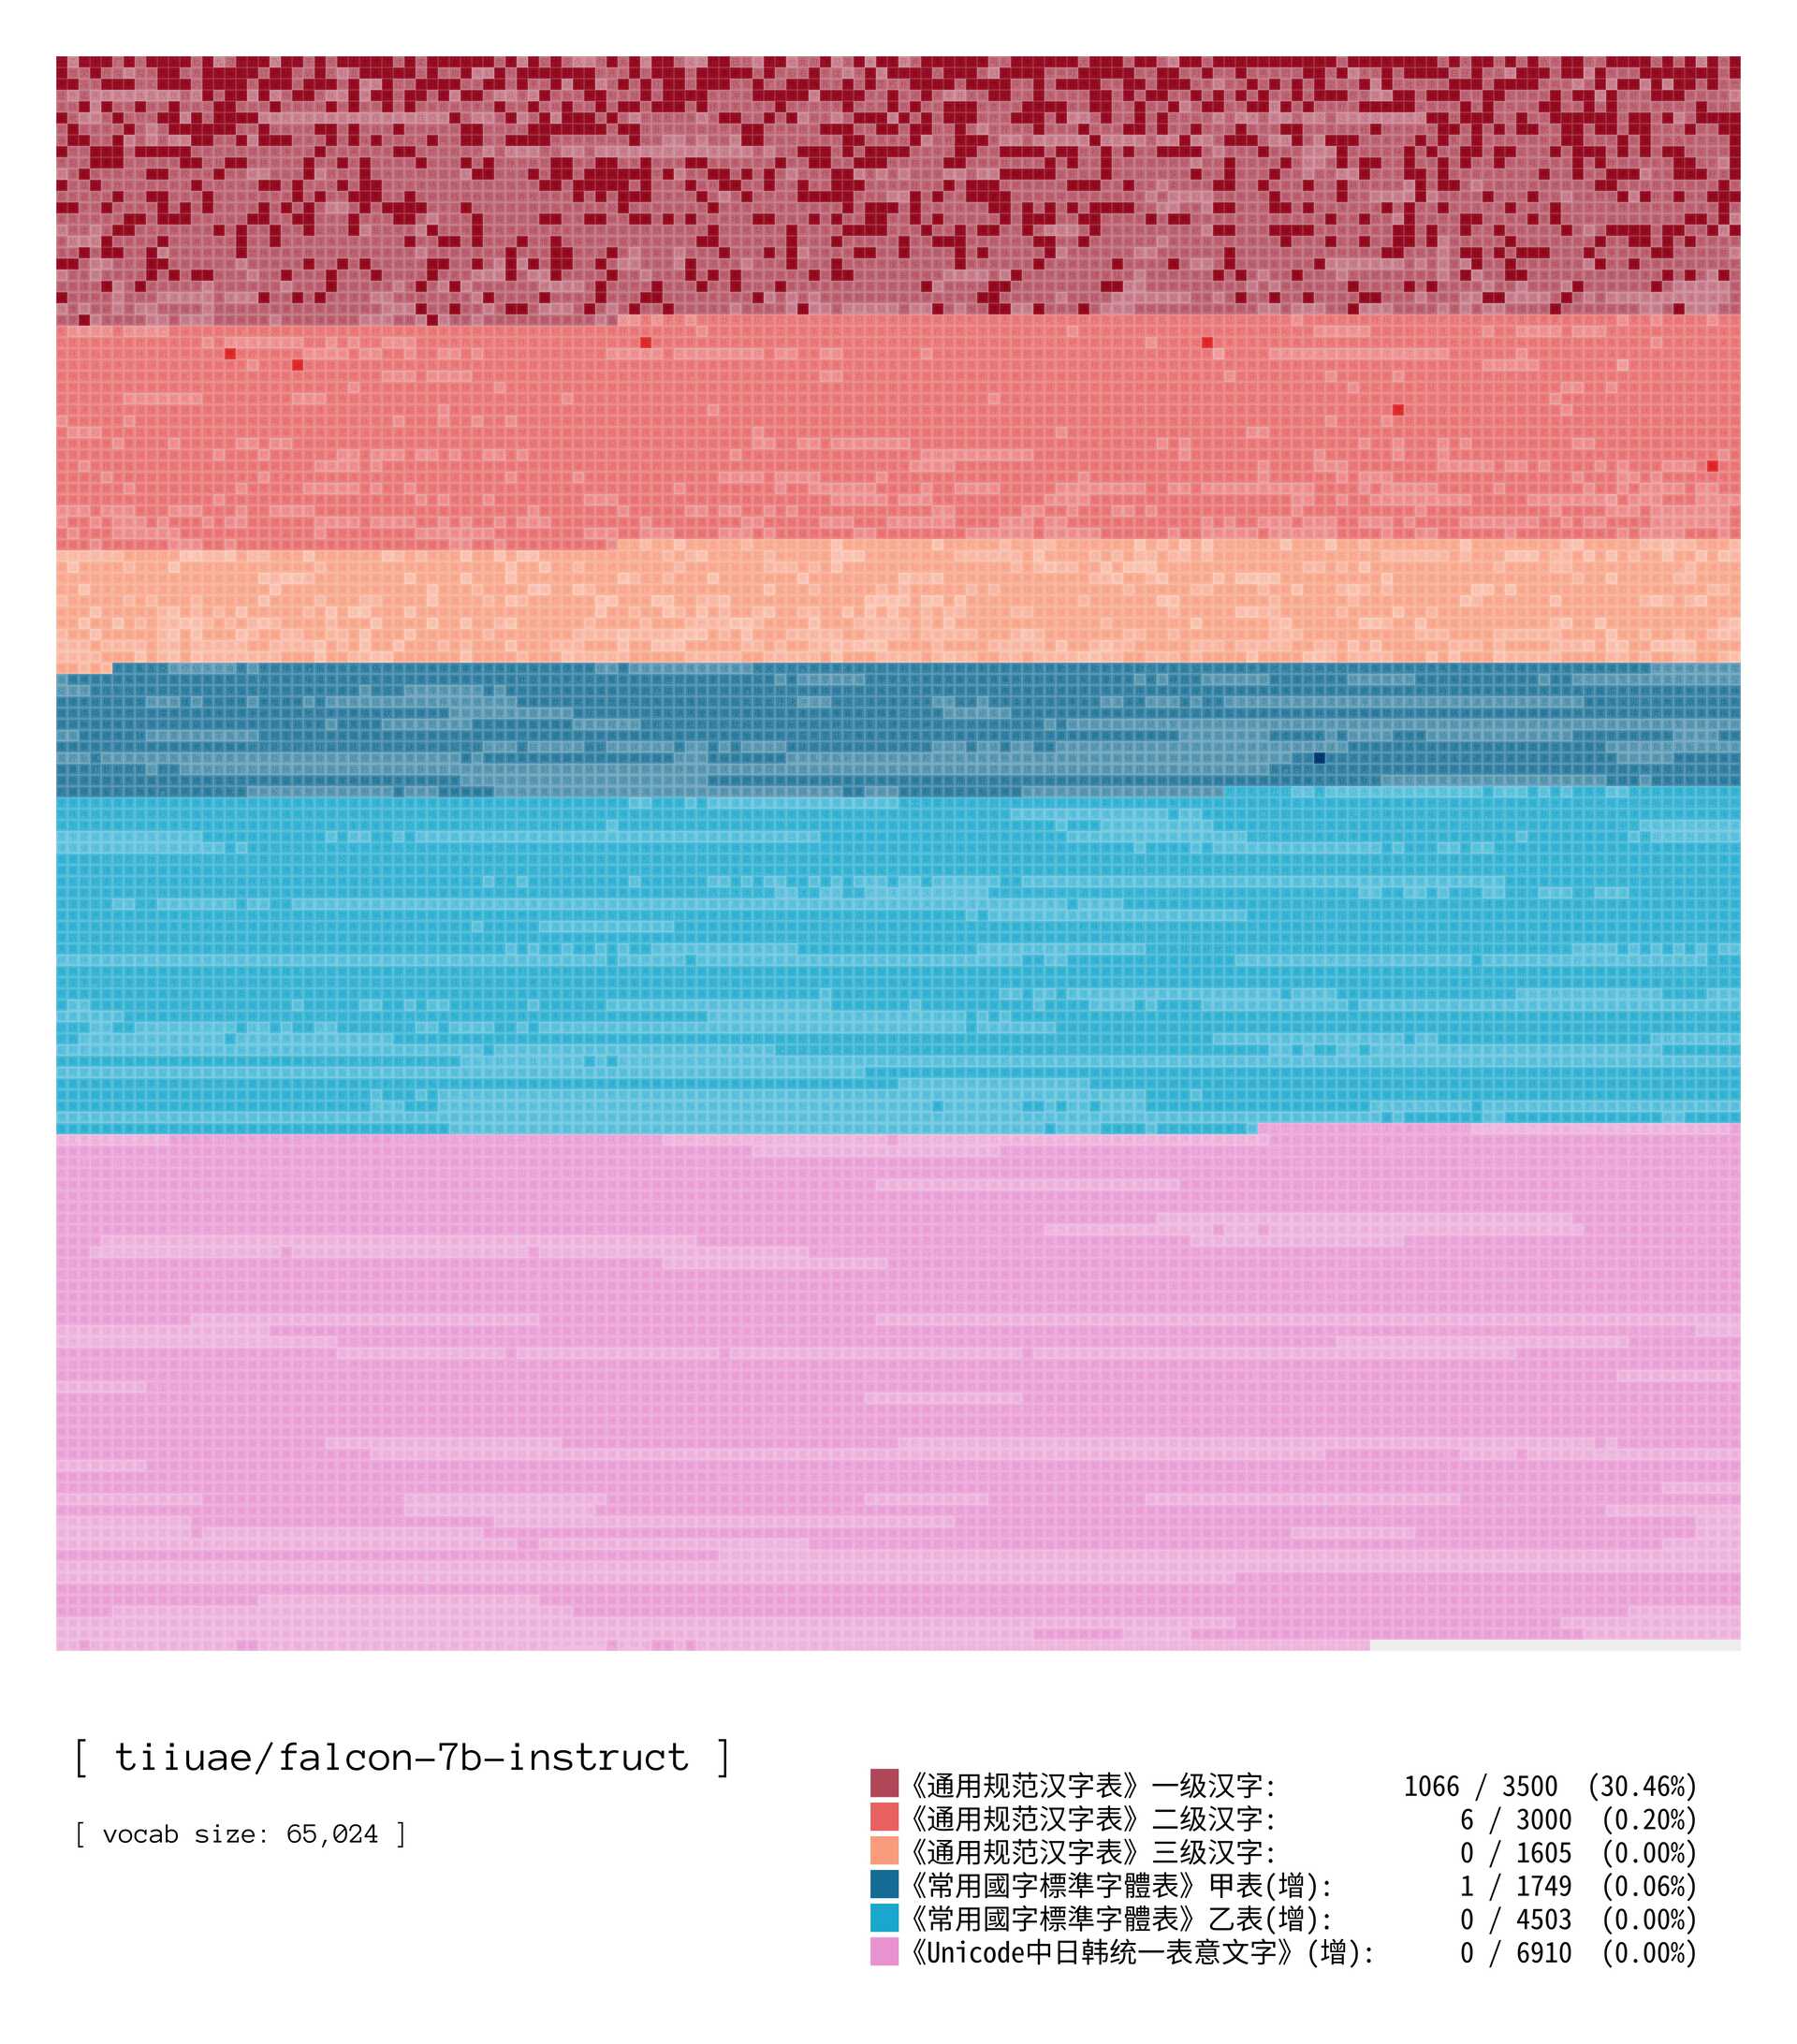 [ tiiuae/falcon-7b-instruct ]
[ vocab size: 65,024 ]
《通用规范汉字表》一级汉字: 1066 / 3500 (30.46%)
《通用规范汉字表》二级汉字: 6 / 3000 (0.20%)
《通用规范汉字表》三级汉字: 0 / 1605 (0.00%)
《常用國字標準字體表》甲表(增): 1 / 1749 (0.06%)
《常用國字標準字體表》乙表(增): 0 / 4503 (0.00%)
《Unicode中日韩统一表意文字》(增): 0 / 6910 (0.00%)